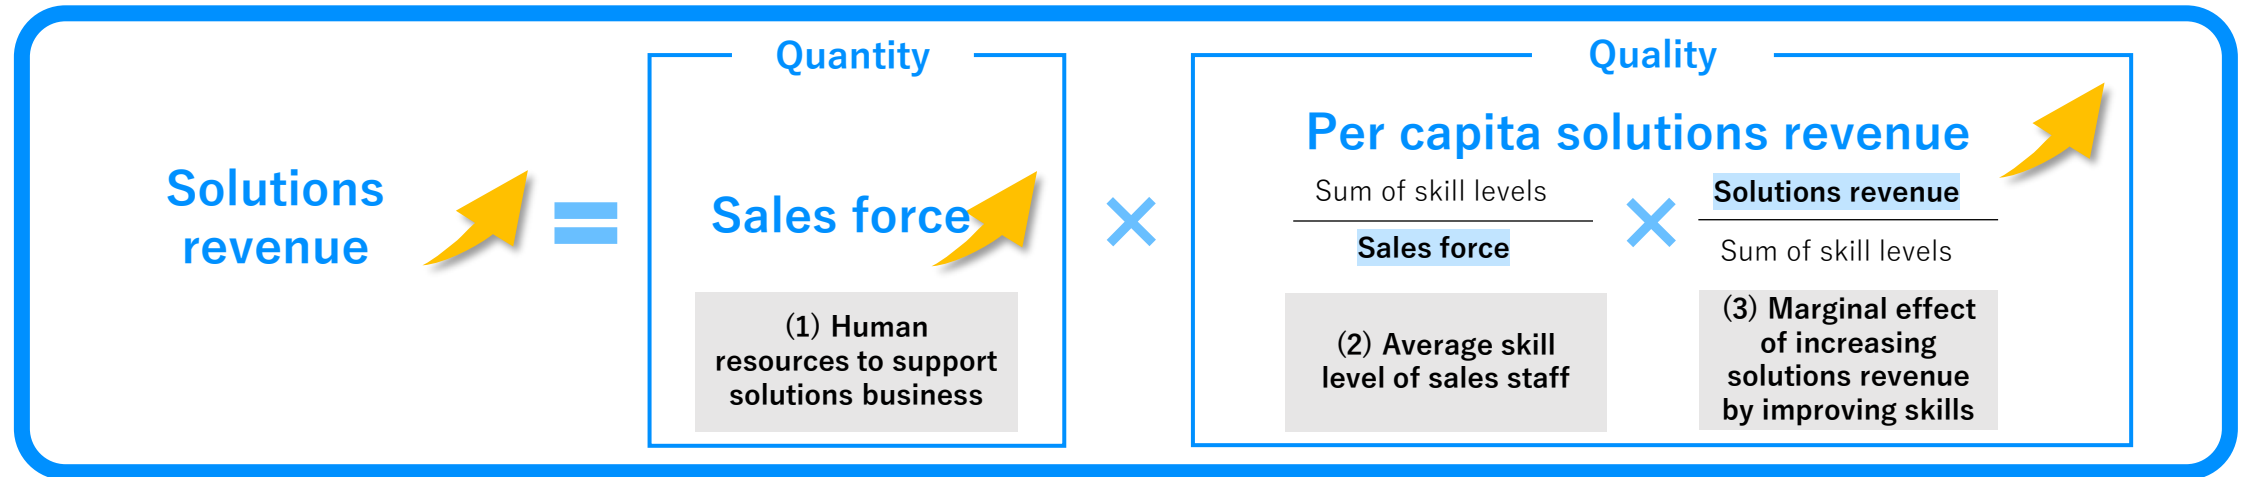 Solutions
revenue
=
Quantity
Sales force
(1) Human
resources to support
solutions business
×
Quality
Per capita solutions revenue
Sum of skill levels
Sales force
(2) Average skill
level of sales staff
×
Solutions revenue
Sum of skill levels
(3) Marginal effect
of increasing
solutions revenue
by improving skills